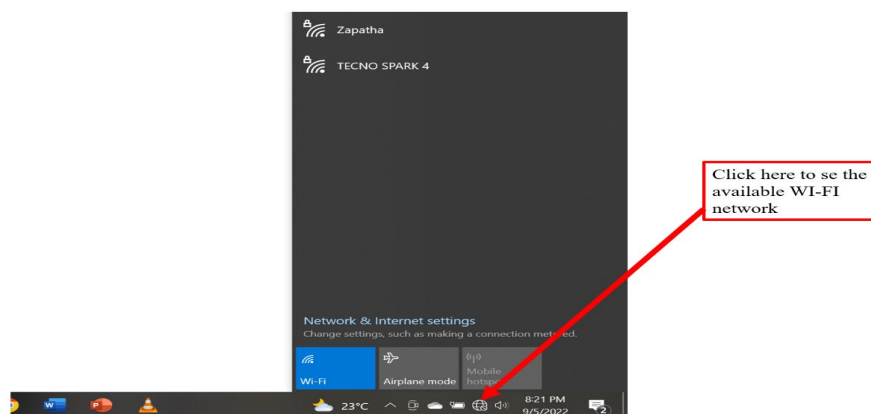 Zapatha
TECNO SPARK 4
Click here to se the
available WI-FI
network
Network & Internet settings
Change settings, such as making a connection metered.
Wi-Fi
Airplane mode
Mobile
hotspot
W
P
23°C
8:21 PM
9/5/2022
2